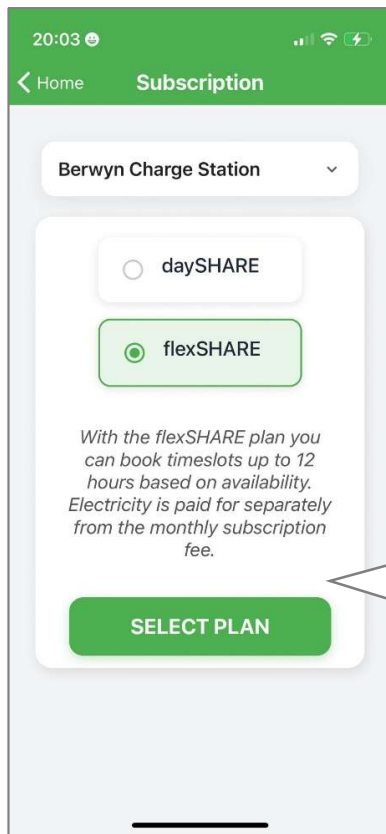 20:03
Home Subscription
Berwyn Charge Station
daySHARE
flexSHARE
With the flexSHARE plan you
can book timeslots up to 12
hours based on availability.
Electricity is paid for separately
from the monthly subscription
fee.
SELECT PLAN